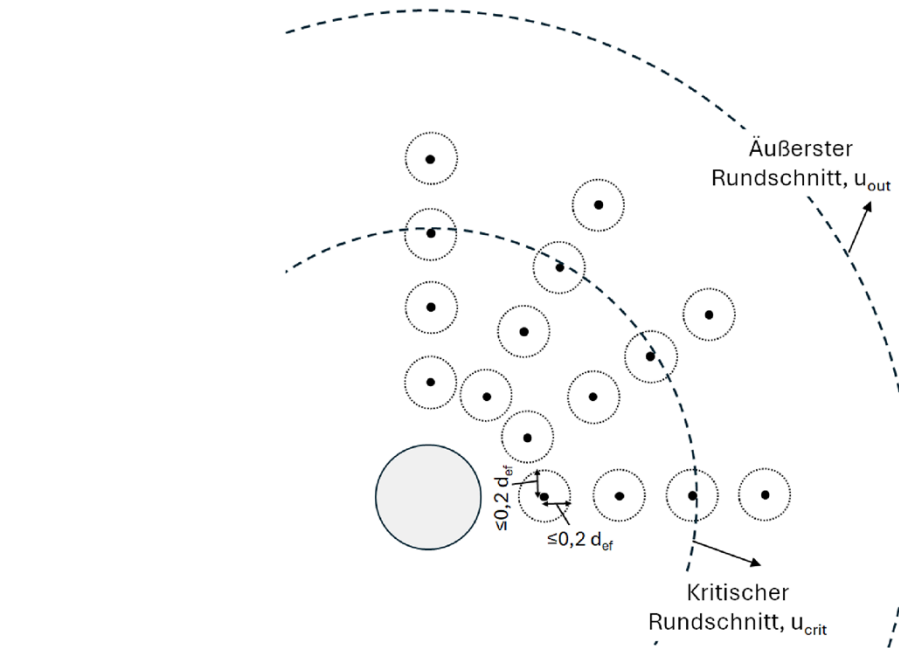 Äußerster
Rundschnitt, u_out
≤0,2 d_ef
≤0,2 d_ef
Kritischer
Rundschnitt, u_crit